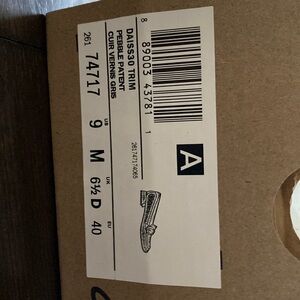 DAISS30 TRIM
PEBBLE PATENT
CUIR VERNIS GRIS
261 74717
US UK EU
9 M 6½ D 40
8 89003 43781 1
261747174065
A